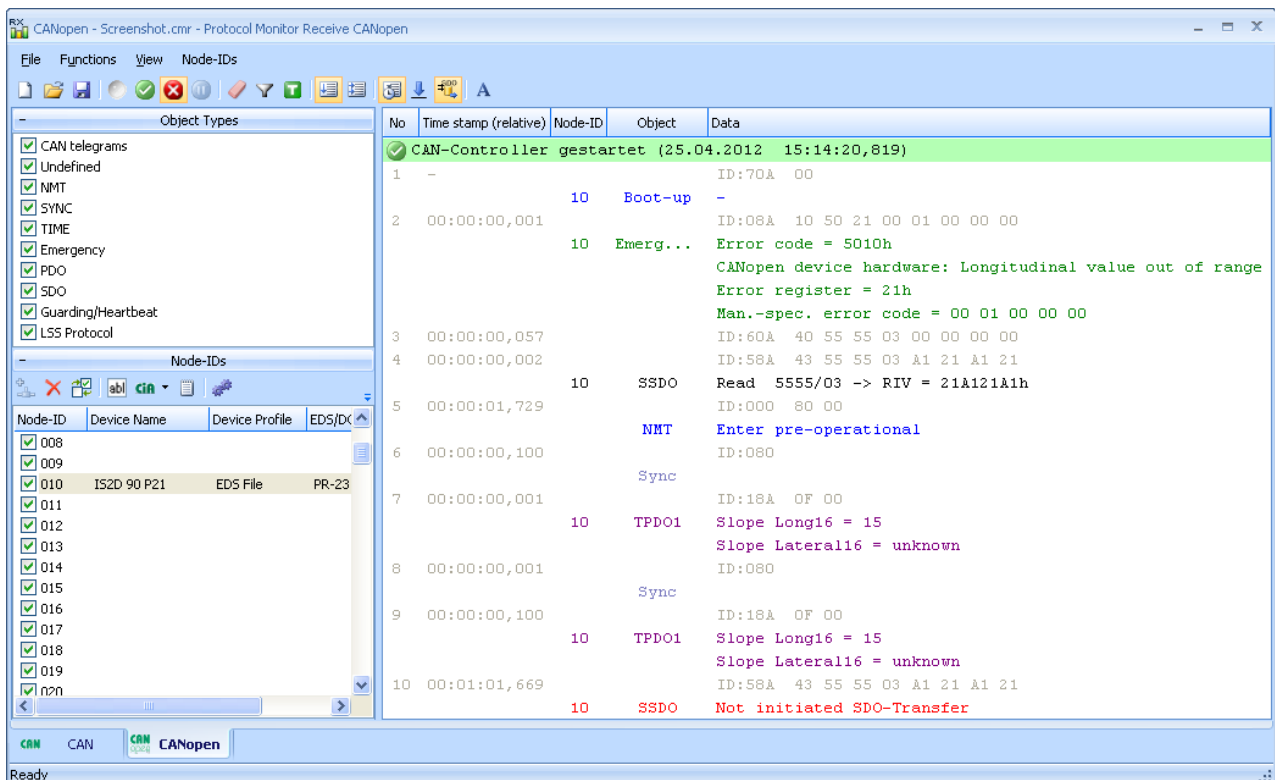 CANopen - Screenshot.cmr - Protocol Monitor Receive CANopen
File Functions View Node-IDs
Object Types
CAN telegrams
Undefined
NMT
SYNC
TIME
Emergency
PDO
SDO
Guarding/Heartbeat
LSS Protocol
Node-IDs
abl CiA
Node-ID Device Name Device Profile EDS/DC
008
009
010 IS2D 90 P21 EDS File PR-23
011
012
013
014
015
016
017
018
019
020
No Time stamp (relative) Node-ID Object Data
CAN-Controller gestartet (25.04.2012 15:14:20,819)
1 - ID:70A 00
10 Boot-up -
2 00:00:00,001 ID:08A 10 50 21 00 01 00 00 00
10 Emerg... Error code = 5010h
CANopen device hardware: Longitudinal value out of range
Error register = 21h
Man.-spec. error code = 00 01 00 00 00
3 00:00:00,057 ID:60A 40 55 55 03 00 00 00 00
4 00:00:00,002 ID:58A 43 55 55 03 A1 21 A1 21
10 SSDO Read 5555/03 -> RIV = 21A121A1h
5 00:00:01,729 ID:000 80 00
NMT Enter pre-operational
6 00:00:00,100 ID:080
Sync
7 00:00:00,001 ID:18A 0F 00
10 TPDO1 Slope Long16 = 15
Slope Lateral16 = unknown
8 00:00:00,001 ID:080
Sync
9 00:00:00,100 ID:18A 0F 00
10 TPDO1 Slope Long16 = 15
Slope Lateral16 = unknown
10 00:01:01,669 ID:58A 43 55 55 03 A1 21 A1 21
10 SSDO Not initiated SDO-Transfer
CAN CAN CAN open CANopen
Ready